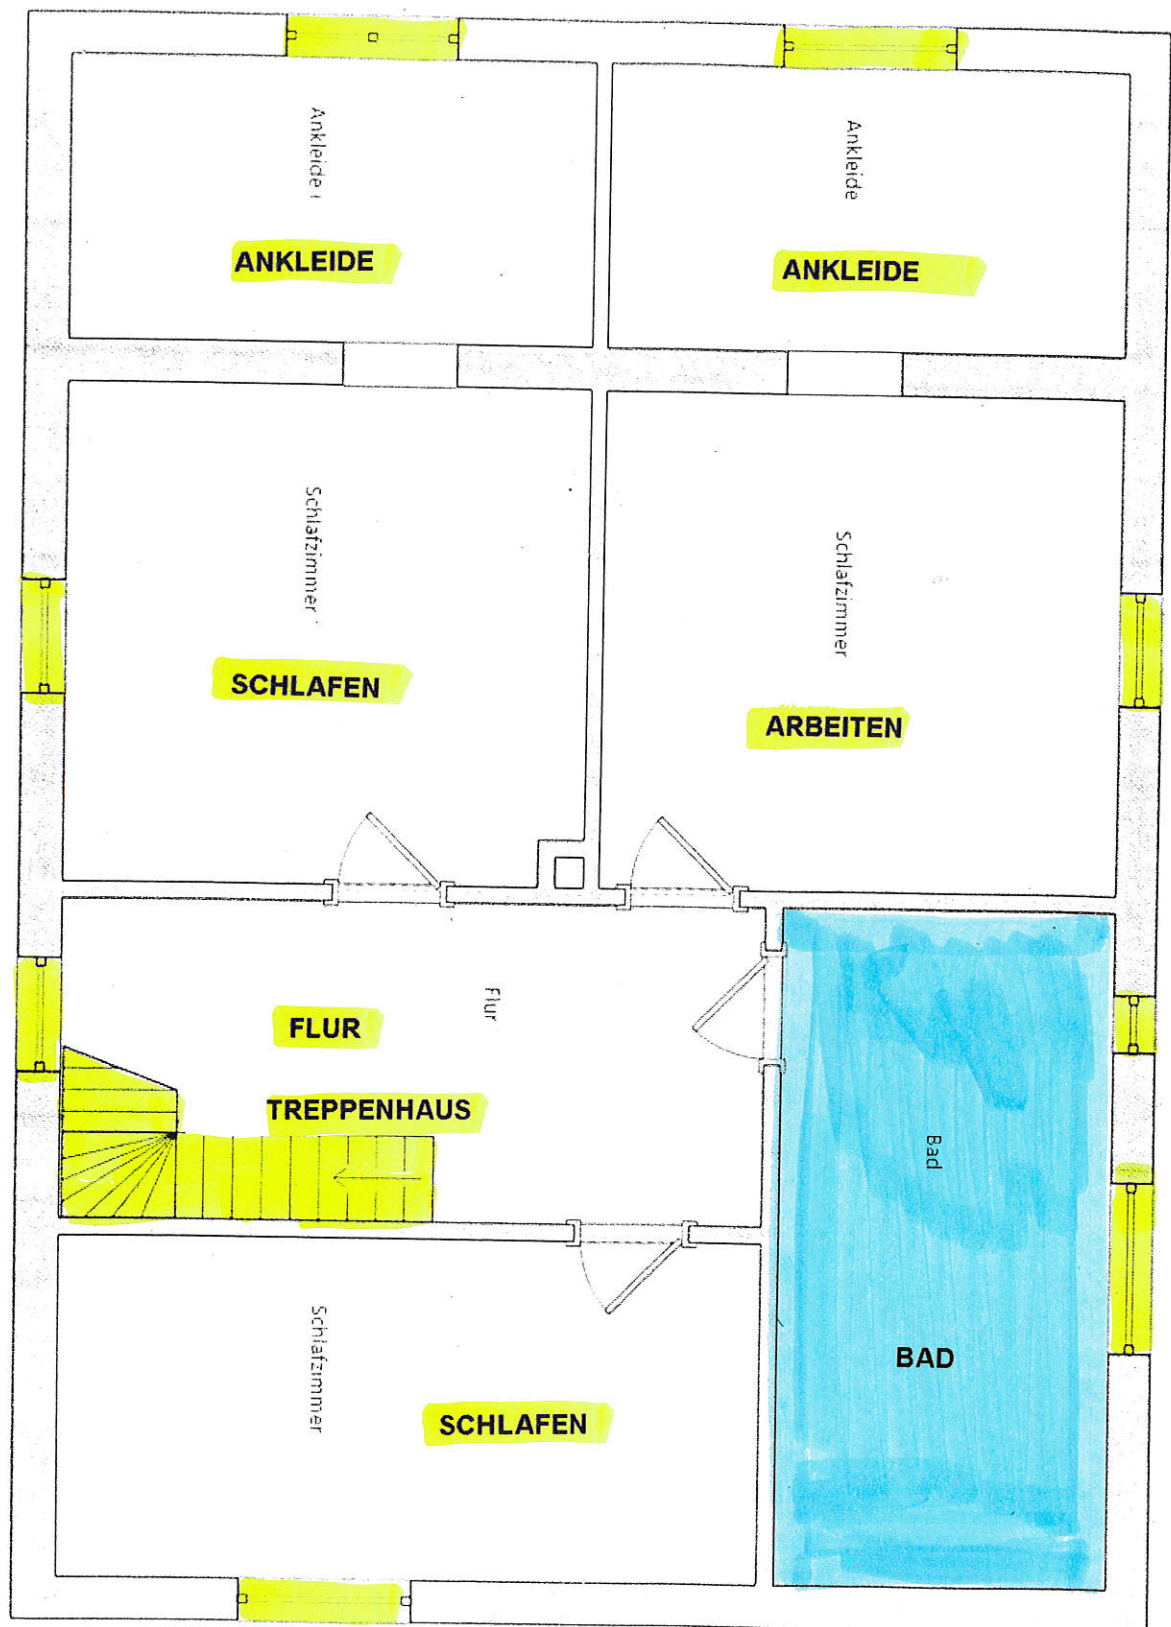 Ankleide
ANKLEIDE
Ankleide
ANKLEIDE
Schlafzimmer
SCHLAFEN
Schlafzimmer
ARBEITEN
Flur
FLUR
TREPPENHAUS
Bad
BAD
Schlafzimmer
SCHLAFEN